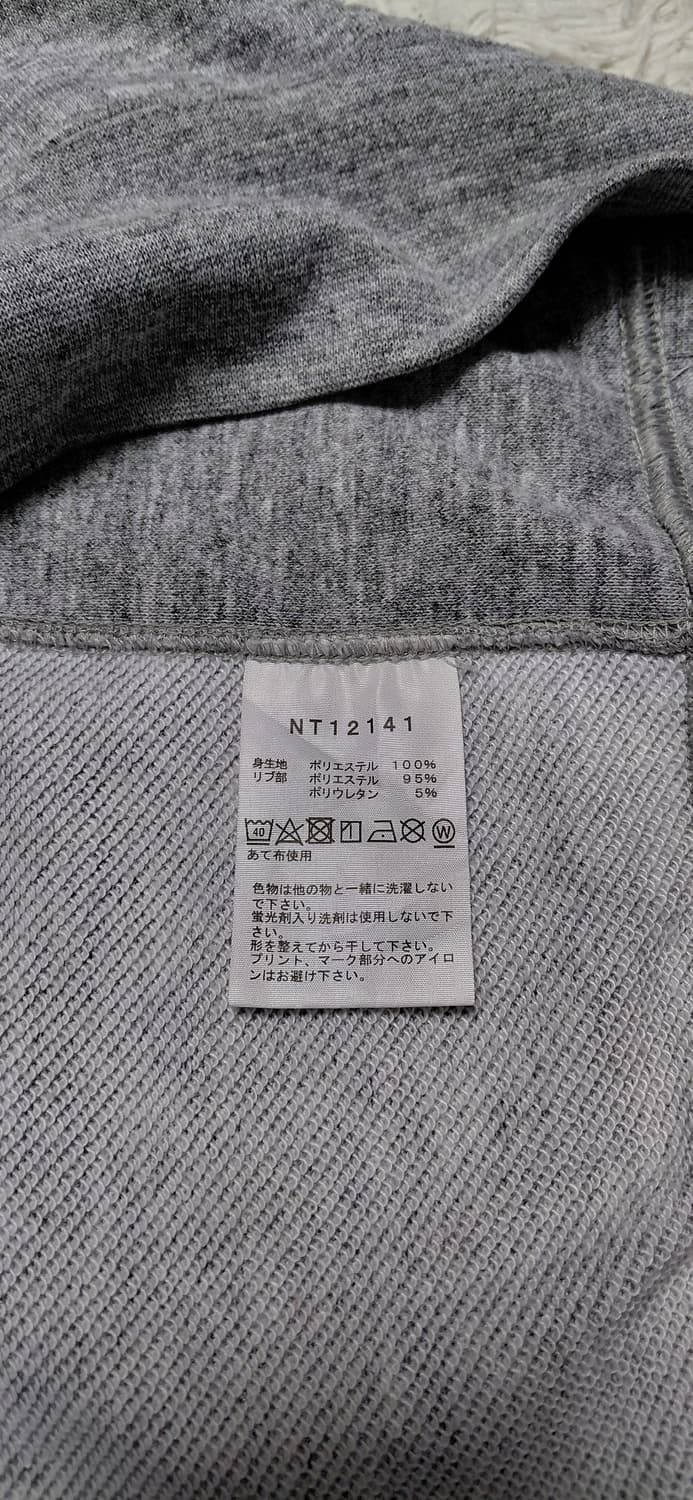 NT12141
身生地 ポリエステル 100%
リブ部 ポリエステル 95%
ポリウレタン 5%
40 W
あて布使用
色物は他の物と一緒に洗濯しない
で下さい。
蛍光剤入り洗剤は使用しないで下
さい。
形を整えてから干して下さい。
プリント、マーク部分へのアイロ
ンはお避け下さい。